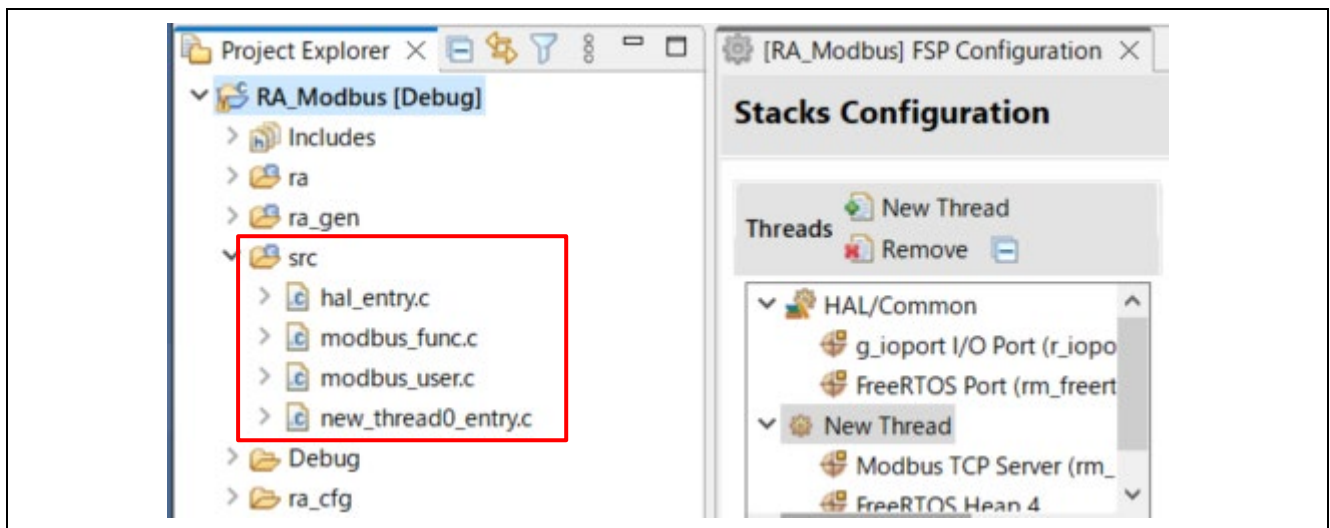 Project Explorer
RA_Modbus [Debug]
Includes
ra
ra_gen
src
hal_entry.c
modbus_func.c
modbus_user.c
new_thread0_entry.c
Debug
ra_cfg
[RA_Modbus] FSP Configuration
Stacks Configuration
Threads
New Thread
Remove
HAL/Common
g_ioport I/O Port (r_iopo
FreeRTOS Port (rm_freert
New Thread
Modbus TCP Server (rm_
FreeRTOS Heap 4